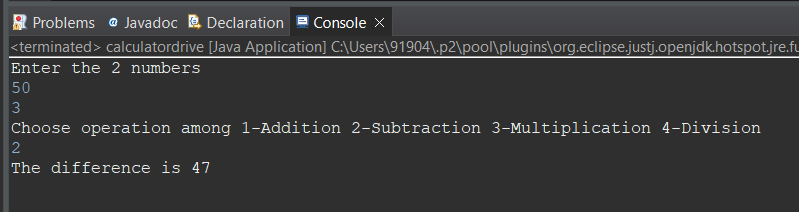 Problems @ Javadoc Declaration Console
<terminated> calculatordrive [Java Application] C:\Users\91904\.p2\pool\plugins\org.eclipse.justj.openjdk.hotspot.jre.fu
Enter the 2 numbers
50
3
Choose operation among 1-Addition 2-Subtraction 3-Multiplication 4-Division
2
The difference is 47